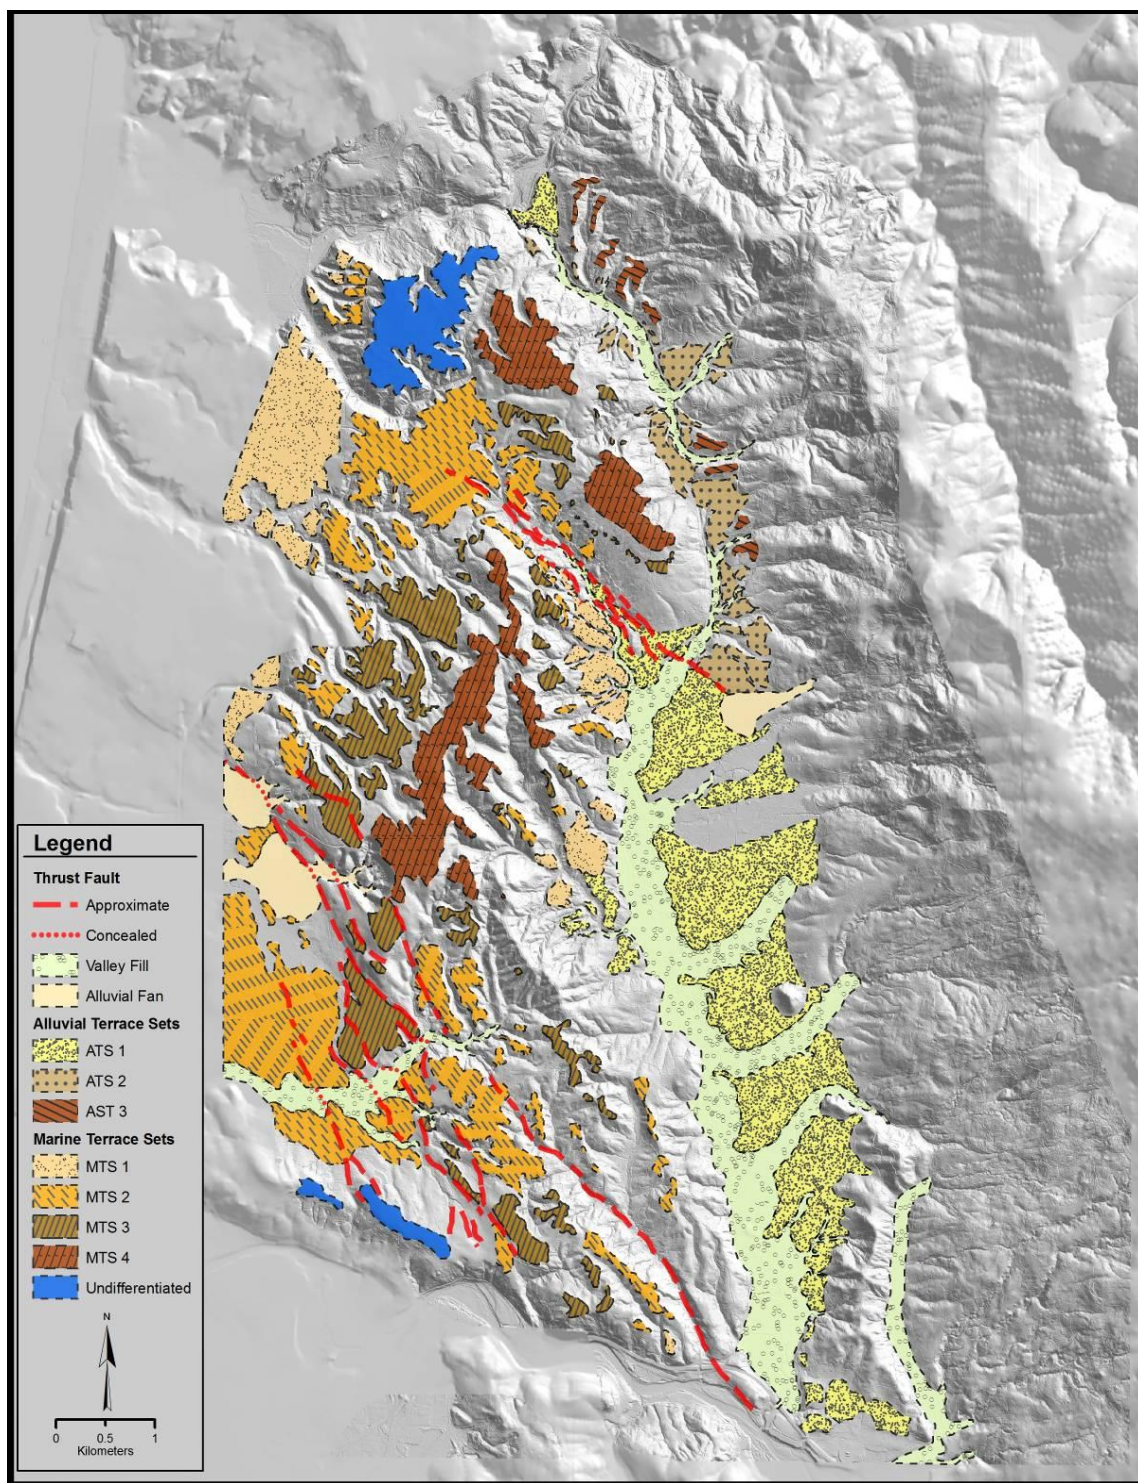 Legend
Thrust Fault
Approximate
Concealed
Valley Fill
Alluvial Fan
Alluvial Terrace Sets
ATS 1
ATS 2
AST 3
Marine Terrace Sets
MTS 1
MTS 2
MTS 3
MTS 4
Undifferentiated
N
0 0.5 1
Kilometers